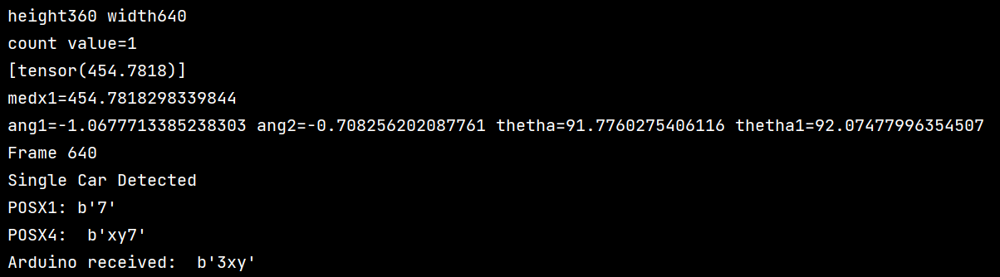 height360 width640
count value=1
[tensor(454.7818)]
medx1=454.7818298339844
ang1=-1.0677713385238303 ang2=-0.708256202087761 thetha=91.7760275406116 thetha1=92.07477996354507
Frame 640
Single Car Detected
POSX1: b'7'
POSX4:  b'xy7'
Arduino received:  b'3xy'